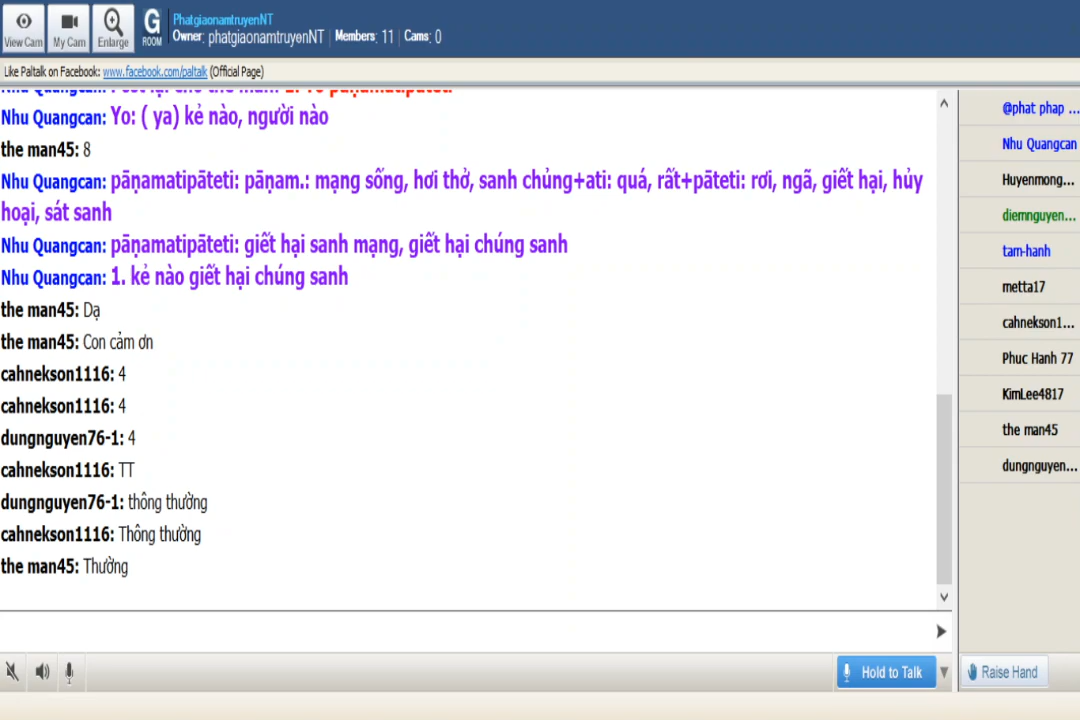 PhatgiaonamtruyenNT
View Cam
My Cam
Enlarge
G
ROOM
Owner: phatgiaonamtruyenNT | Members: 11 | Cams: 0
Like Paltalk on Facebook: www.facebook.com/paltalk (Official Page)
Nhu Quangcan: Yo: ( ya) kẻ nào, người nào
the man45: 8
Nhu Quangcan: pāṇamatipāteti: pāṇam.: mạng sống, hơi thở, sanh chủng+ati: quá, rất+pāteti: rơi, ngã, giết hại, hủy
hoại, sát sanh
Nhu Quangcan: pāṇamatipāteti: giết hại sanh mạng, giết hại chúng sanh
Nhu Quangcan: 1. kẻ nào giết hại chúng sanh
the man45: Dạ
the man45: Con cảm ơn
cahnekson1116: 4
cahnekson1116: 4
dungnguyen76-1: 4
cahnekson1116: TT
dungnguyen76-1: thông thường
cahnekson1116: Thông thường
the man45: Thường
@phat phap ...
Nhu Quangcan
Huyenmong...
diemnguyen...
tam-hanh
metta17
cahnekson1...
Phuc Hanh 77
KimLee4817
the man45
dungnguyen...
Hold to Talk
Raise Hand